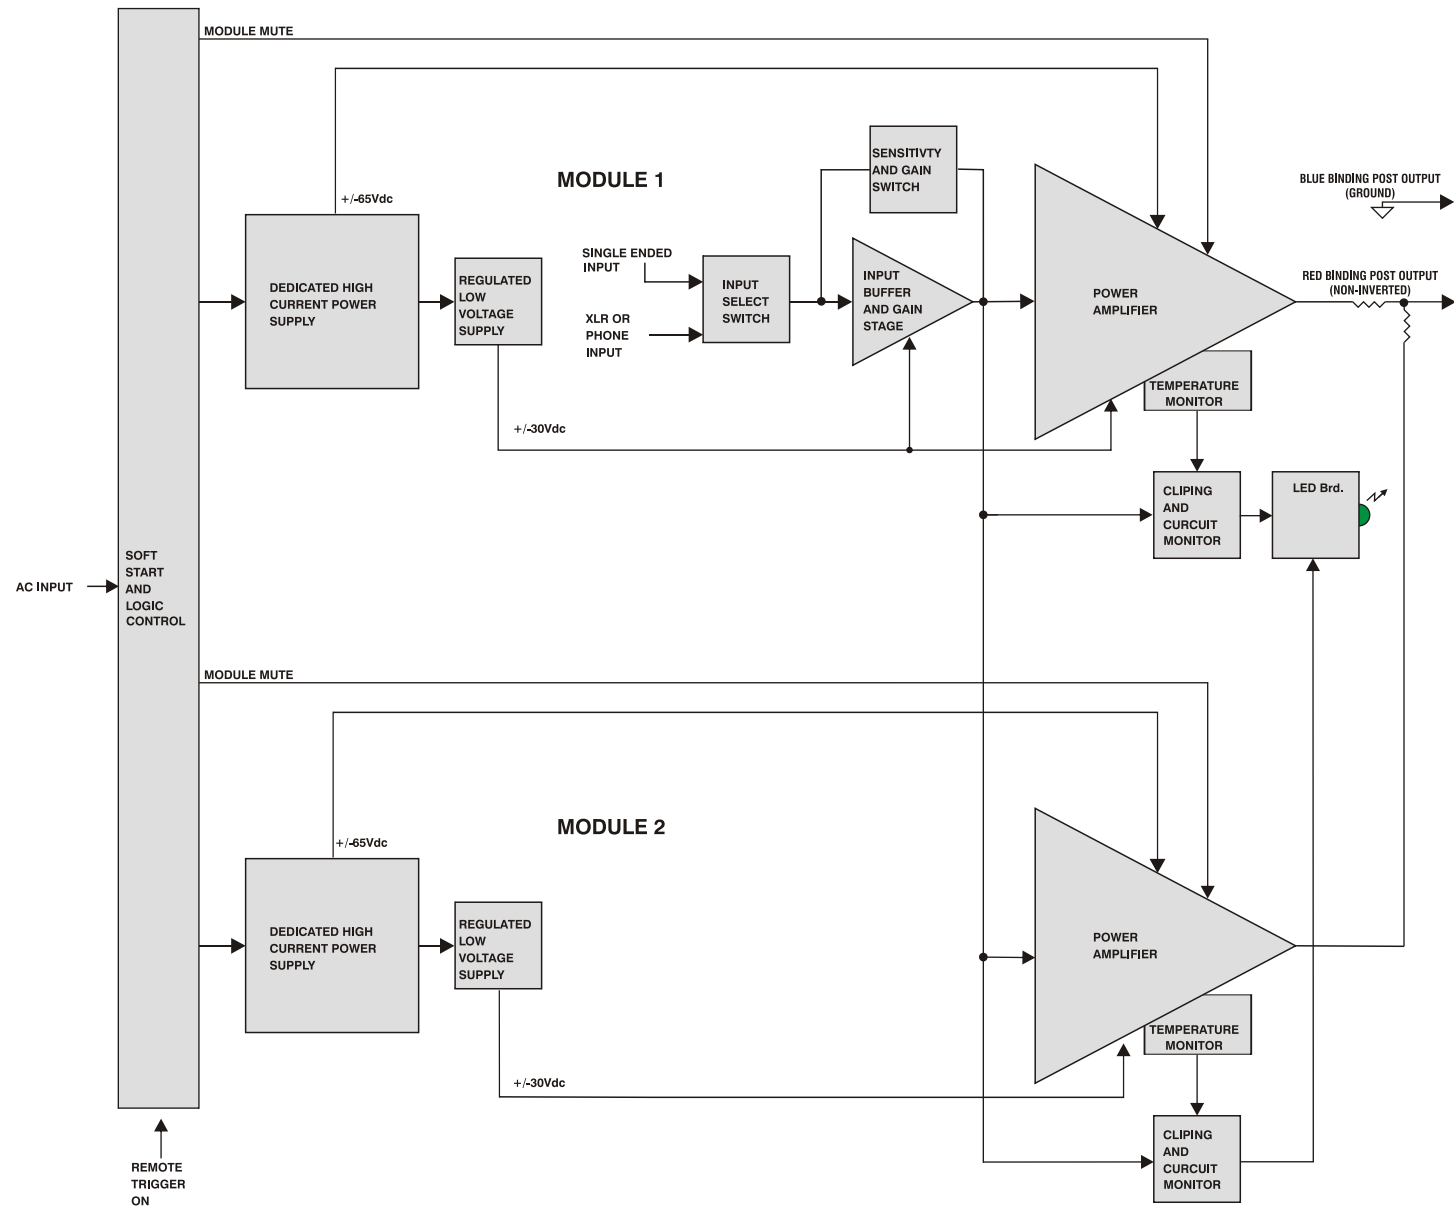 MODULE MUTE
SENSITIVTY
AND GAIN
SWITCH
MODULE 1
BLUE BINDING POST OUTPUT
(GROUND)
+/-65Vdc
SINGLE ENDED
INPUT
INPUT
SELECT
SWITCH
XLR OR
PHONE
INPUT
INPUT
BUFFER
AND GAIN
STAGE
RED BINDING POST OUTPUT
(NON-INVERTED)
DEDICATED HIGH
CURRENT POWER
SUPPLY
REGULATED
LOW
VOLTAGE
SUPPLY
POWER
AMPLIFIER
TEMPERATURE
MONITOR
+/-30Vdc
CLIPING
AND
CURCUIT
MONITOR
LED Brd.
SOFT
START
AND
LOGIC
CONTROL
AC INPUT
MODULE MUTE
MODULE 2
+/-65Vdc
DEDICATED HIGH
CURRENT POWER
SUPPLY
REGULATED
LOW
VOLTAGE
SUPPLY
POWER
AMPLIFIER
TEMPERATURE
MONITOR
+/-30Vdc
CLIPING
AND
CURCUIT
MONITOR
REMOTE
TRIGGER
ON